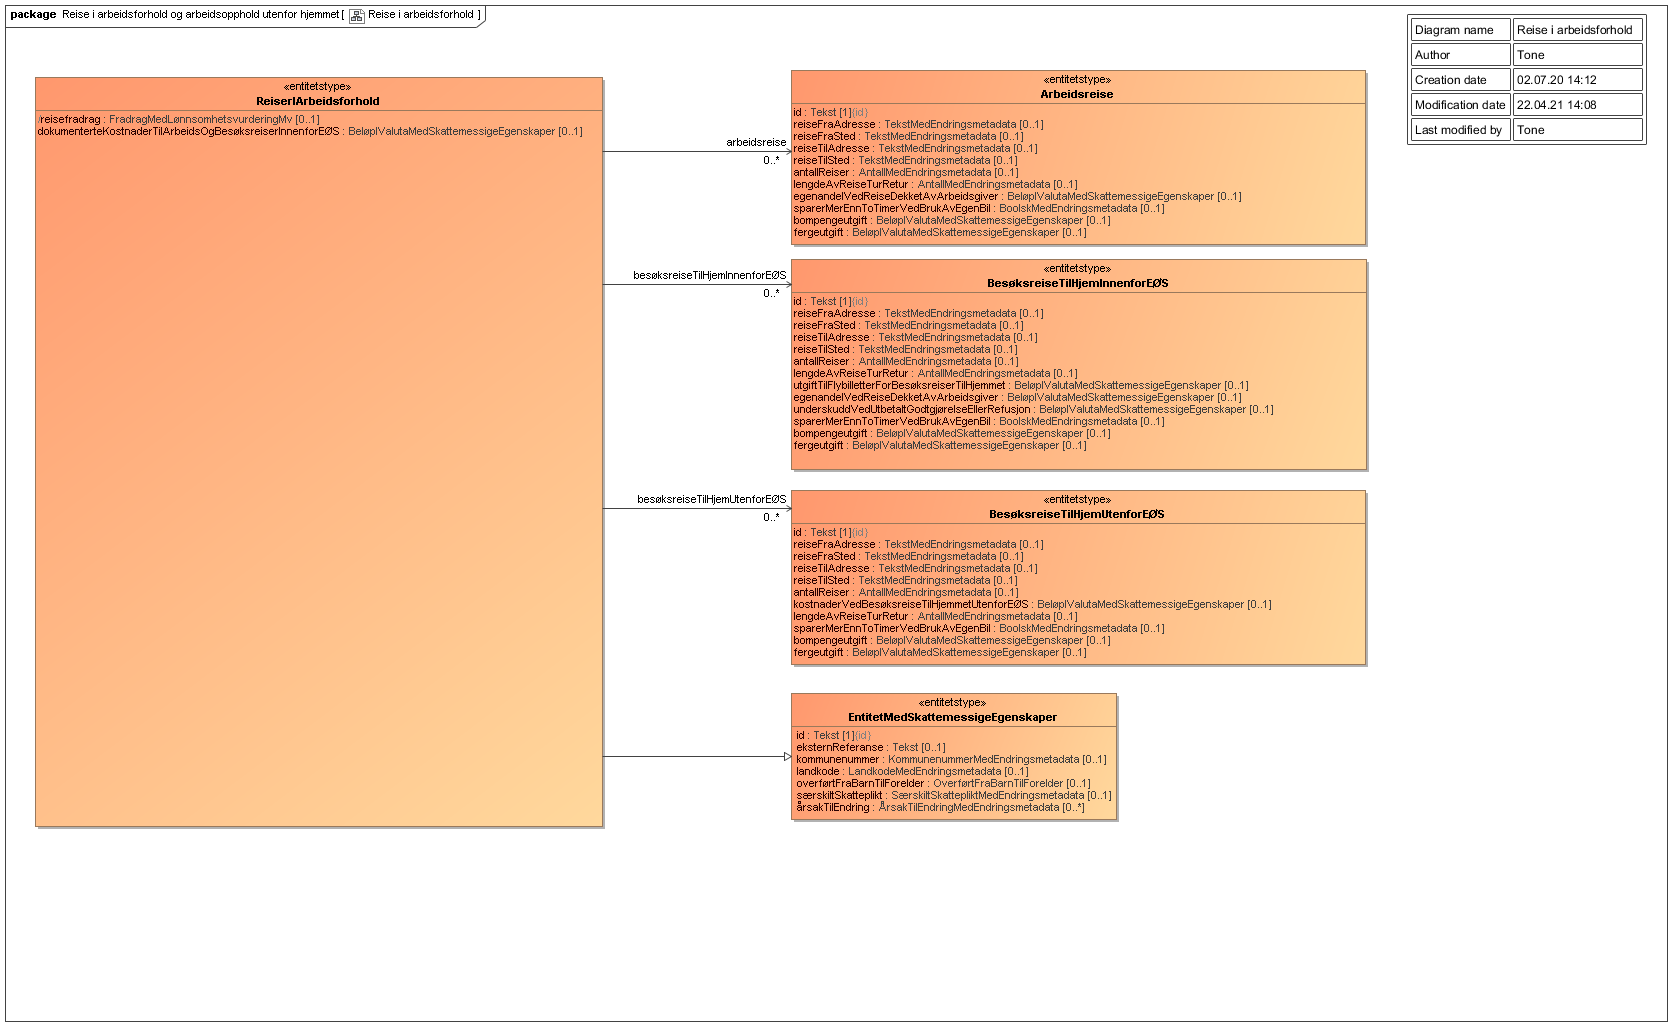 package Reise i arbeidsforhold og arbeidsopphold utenfor hjemmet [ Reise i arbeidsforhold ]
Diagram name Reise i arbeidsforhold
Author Tone
Creation date 02.07.20 14:12
Modification date 22.04.21 14:08
Last modified by Tone
«entitetstype»
ReiserIArbeidsforhold
/reisefradrag : FradragMedLønnsomhetsvurderingMv [0..1]
dokumenterteKostnaderTilArbeidsOgBesøksreiserInnenforEØS : BeløpIValutaMedSkattemessigeEgenskaper [0..1]
arbeidsreise
0..*
«entitetstype»
Arbeidsreise
id : Tekst [1]{id}
reiseFraAdresse : TekstMedEndringsmetadata [0..1]
reiseFraSted : TekstMedEndringsmetadata [0..1]
reiseTilAdresse : TekstMedEndringsmetadata [0..1]
reiseTilSted : TekstMedEndringsmetadata [0..1]
antallReiser : AntallMedEndringsmetadata [0..1]
lengdeAvReiseTurRetur : AntallMedEndringsmetadata [0..1]
egenandelVedReiseDekketAvArbeidsgiver : BeløpIValutaMedSkattemessigeEgenskaper [0..1]
sparerMerEnnToTimerVedBrukAvEgenBil : BoolskMedEndringsmetadata [0..1]
bompengeutgift : BeløpIValutaMedSkattemessigeEgenskaper [0..1]
fergeutgift : BeløpIValutaMedSkattemessigeEgenskaper [0..1]
besøksreiseTilHjemInnenforEØS
0..*
«entitetstype»
BesøksreiseTilHjemInnenforEØS
id : Tekst [1]{id}
reiseFraAdresse : TekstMedEndringsmetadata [0..1]
reiseFraSted : TekstMedEndringsmetadata [0..1]
reiseTilAdresse : TekstMedEndringsmetadata [0..1]
reiseTilSted : TekstMedEndringsmetadata [0..1]
antallReiser : AntallMedEndringsmetadata [0..1]
lengdeAvReiseTurRetur : AntallMedEndringsmetadata [0..1]
utgiftTilFlybilletterForBesøksreiserTilHjemmet : BeløpIValutaMedSkattemessigeEgenskaper [0..1]
egenandelVedReiseDekketAvArbeidsgiver : BeløpIValutaMedSkattemessigeEgenskaper [0..1]
underskuddVedUtbetaltGodtgjørelseEllerRefusjon : BeløpIValutaMedSkattemessigeEgenskaper [0..1]
sparerMerEnnToTimerVedBrukAvEgenBil : BoolskMedEndringsmetadata [0..1]
bompengeutgift : BeløpIValutaMedSkattemessigeEgenskaper [0..1]
fergeutgift : BeløpIValutaMedSkattemessigeEgenskaper [0..1]
besøksreiseTilHjemUtenforEØS
0..*
«entitetstype»
BesøksreiseTilHjemUtenforEØS
id : Tekst [1]{id}
reiseFraAdresse : TekstMedEndringsmetadata [0..1]
reiseFraSted : TekstMedEndringsmetadata [0..1]
reiseTilAdresse : TekstMedEndringsmetadata [0..1]
reiseTilSted : TekstMedEndringsmetadata [0..1]
antallReiser : AntallMedEndringsmetadata [0..1]
kostnaderVedBesøksreiseTilHjemmetUtenforEØS : BeløpIValutaMedSkattemessigeEgenskaper [0..1]
lengdeAvReiseTurRetur : AntallMedEndringsmetadata [0..1]
sparerMerEnnToTimerVedBrukAvEgenBil : BoolskMedEndringsmetadata [0..1]
bompengeutgift : BeløpIValutaMedSkattemessigeEgenskaper [0..1]
fergeutgift : BeløpIValutaMedSkattemessigeEgenskaper [0..1]
«entitetstype»
EntitetMedSkattemessigeEgenskaper
id : Tekst [1]{id}
eksternReferanse : Tekst [0..1]
kommunenummer : KommunenummerMedEndringsmetadata [0..1]
landkode : LandkodeMedEndringsmetadata [0..1]
overførtFraBarnTilForelder : OverførtFraBarnTilForelder [0..1]
særskiltSkatteplikt : SærskiltSkattepliktMedEndringsmetadata [0..1]
årsakTilEndring : ÅrsakTilEndringMedEndringsmetadata [0..*]